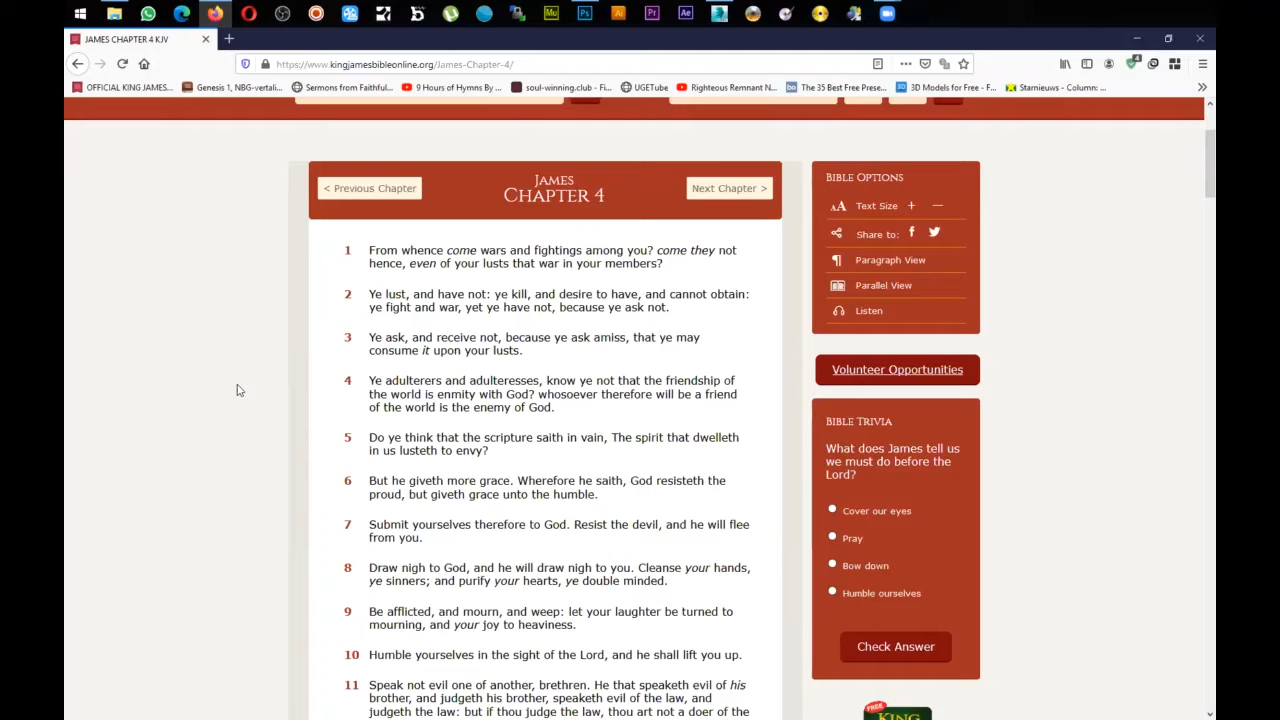 Mu
Ps
Ai
Pr
Ae
JAMES CHAPTER 4 KJV
https://www.kingjamesbibleonline.org/James-Chapter-4/
4
OFFICIAL KING JAMES...
Genesis 1, NBG-vertali...
Sermons from Faithful...
9 Hours of Hymns By ...
soul-winning.club - Fi...
UGETube
Righteous Remnant N...
The 35 Best Free Prese...
3D Models for Free - F...
Starnieuws - Column: ...
< Previous Chapter
JAMES
CHAPTER 4
Next Chapter >
1 From whence come wars and fightings among you? come they not
hence, even of your lusts that war in your members?
2 Ye lust, and have not: ye kill, and desire to have, and cannot obtain:
ye fight and war, yet ye have not, because ye ask not.
3 Ye ask, and receive not, because ye ask amiss, that ye may
consume it upon your lusts.
4 Ye adulterers and adulteresses, know ye not that the friendship of
the world is enmity with God? whosoever therefore will be a friend
of the world is the enemy of God.
5 Do ye think that the scripture saith in vain, The spirit that dwelleth
in us lusteth to envy?
6 But he giveth more grace. Wherefore he saith, God resisteth the
proud, but giveth grace unto the humble.
7 Submit yourselves therefore to God. Resist the devil, and he will flee
from you.
8 Draw nigh to God, and he will draw nigh to you. Cleanse your hands,
ye sinners; and purify your hearts, ye double minded.
9 Be afflicted, and mourn, and weep: let your laughter be turned to
mourning, and your joy to heaviness.
10 Humble yourselves in the sight of the Lord, and he shall lift you up.
11 Speak not evil one of another, brethren. He that speaketh evil of his
brother, and judgeth his brother, speaketh evil of the law, and
judgeth the law: but if thou judge the law, thou art not a doer of the
BIBLE OPTIONS
AA Text Size + —
Share to:
¶ Paragraph View
Parallel View
Listen
Volunteer Opportunities
BIBLE TRIVIA
What does James tell us
we must do before the
Lord?
Cover our eyes
Pray
Bow down
Humble ourselves
Check Answer
FREE
KING